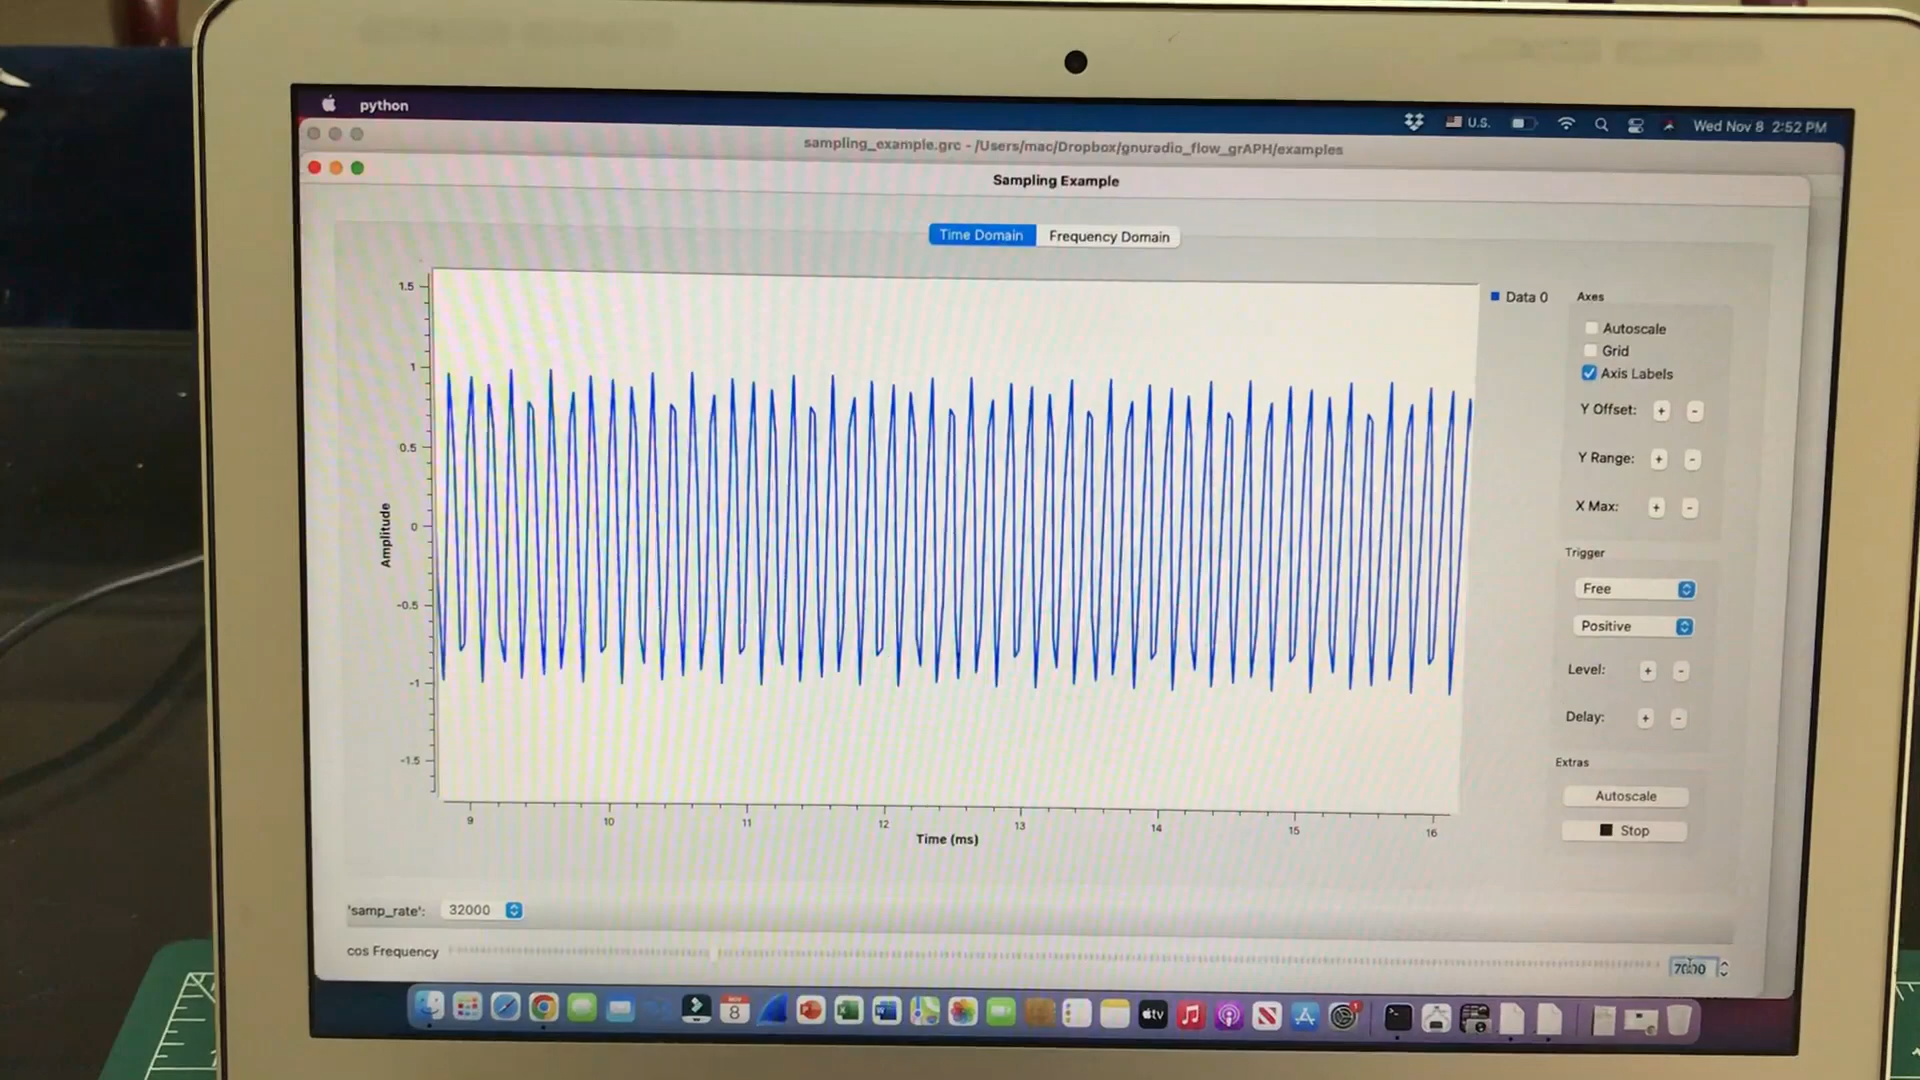 python
U.S.
Wed Nov 8 2:52 PM
sampling_example.grc - /Users/mac/Dropbox/gnuradio_flow_grAPH/examples
Sampling Example
Time Domain
Frequency Domain
1.5
1
0.5
0
-0.5
-1
-1.5
Amplitude
9
10
11
12
13
14
15
16
Time (ms)
Data 0
Axes
Autoscale
Grid
Axis Labels
Y Offset: + -
Y Range: + -
X Max: + -
Trigger
Free
Positive
Level: + -
Delay: + -
Extras
Autoscale
Stop
'samp_rate': 32000
cos Frequency
7000
NOV
8
tv